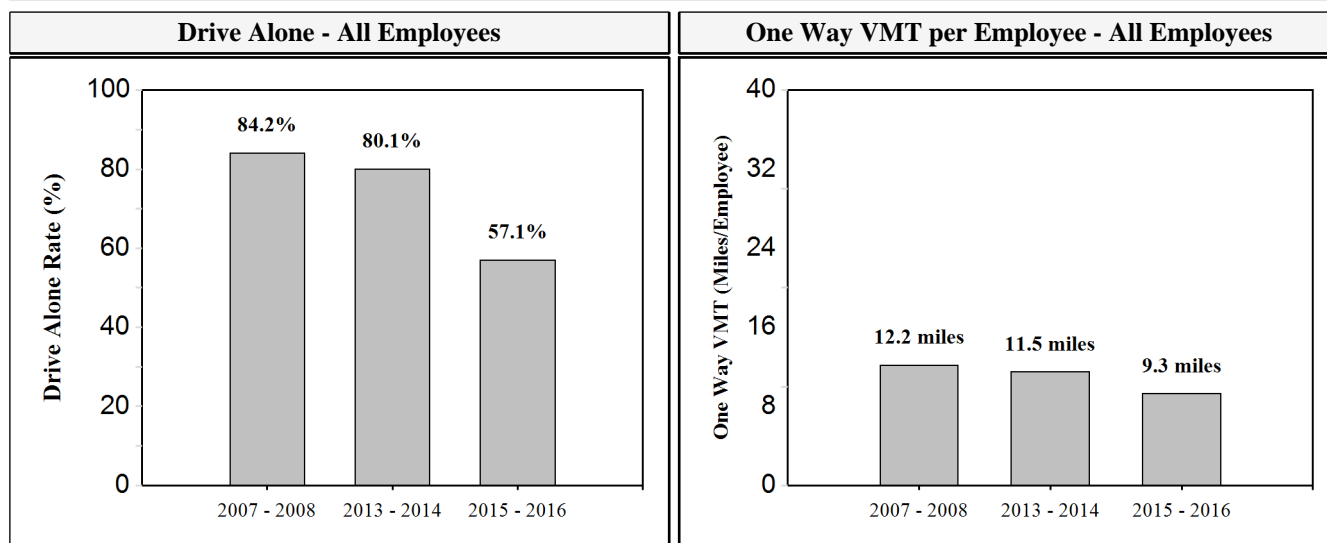 Drive Alone - All Employees
Drive Alone Rate (%)
100
80
60
40
20
0
84.2%
80.1%
57.1%
2007 - 2008
2013 - 2014
2015 - 2016
One Way VMT per Employee - All Employees
One Way VMT (Miles/Employee)
40
32
24
16
8
0
12.2 miles
11.5 miles
9.3 miles
2007 - 2008
2013 - 2014
2015 - 2016